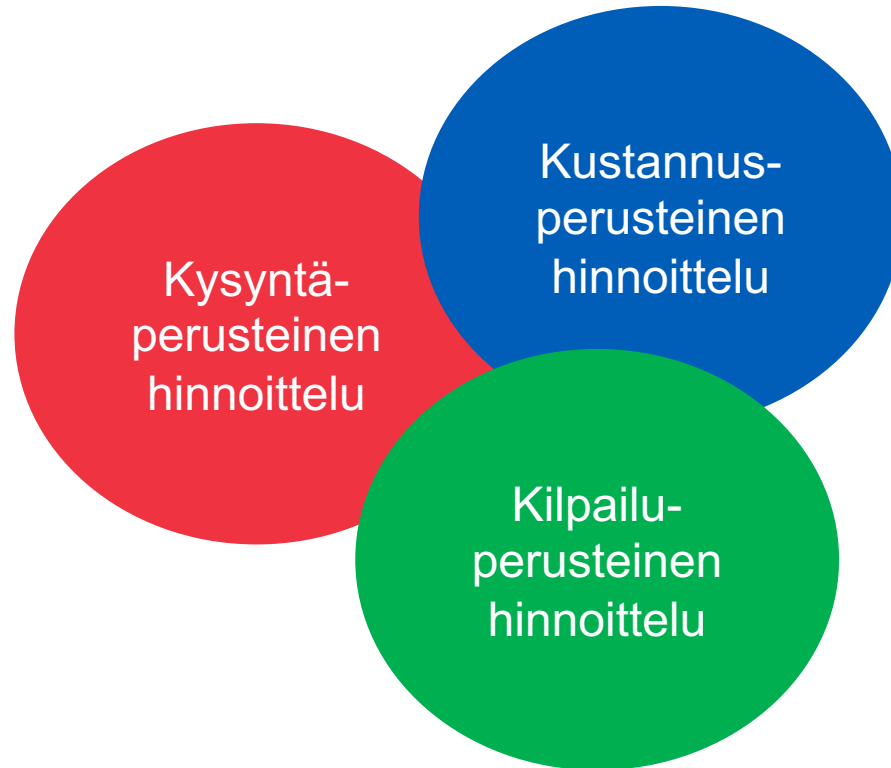 Kustannus-
perusteinen
hinnoittelu
Kysyntä-
perusteinen
hinnoittelu
Kilpailu-
perusteinen
hinnoittelu